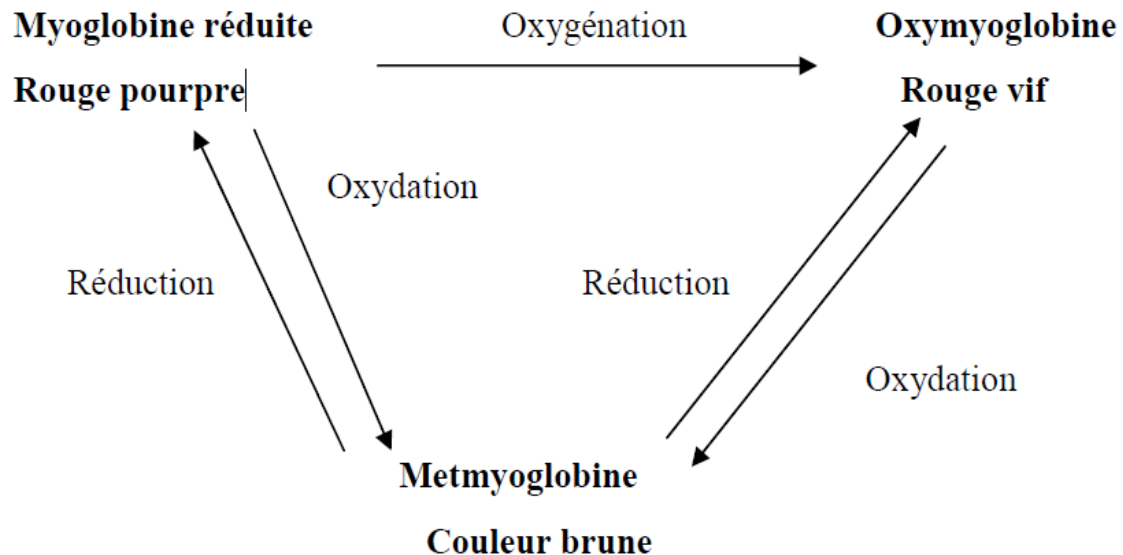 Myoglobine réduite
Oxygénation
Oxymyoglobine
Rouge pourpre
Rouge vif
Oxydation
Réduction
Réduction
Oxydation
Metmyoglobine
Couleur brune